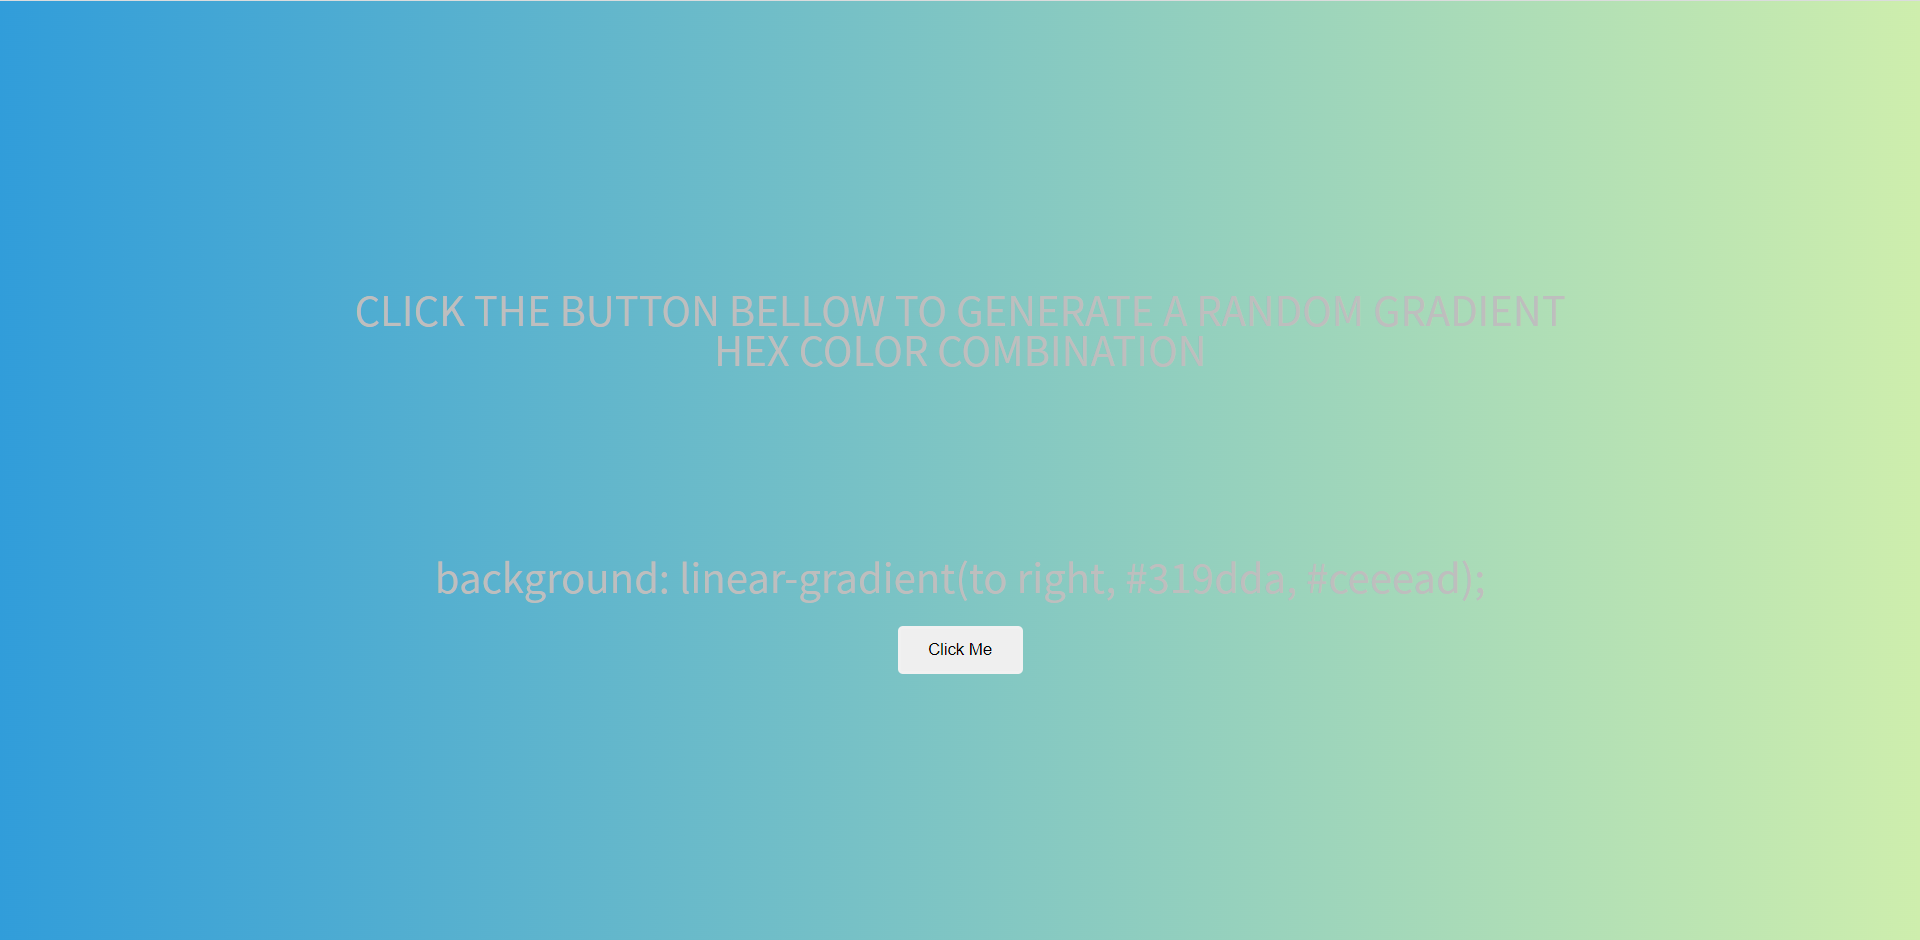 CLICK THE BUTTON BELLOW TO GENERATE A RANDOM GRADIENT
HEX COLOR COMBINATION
background: linear-gradient(to right, #319dda, #ceeead);
Click Me